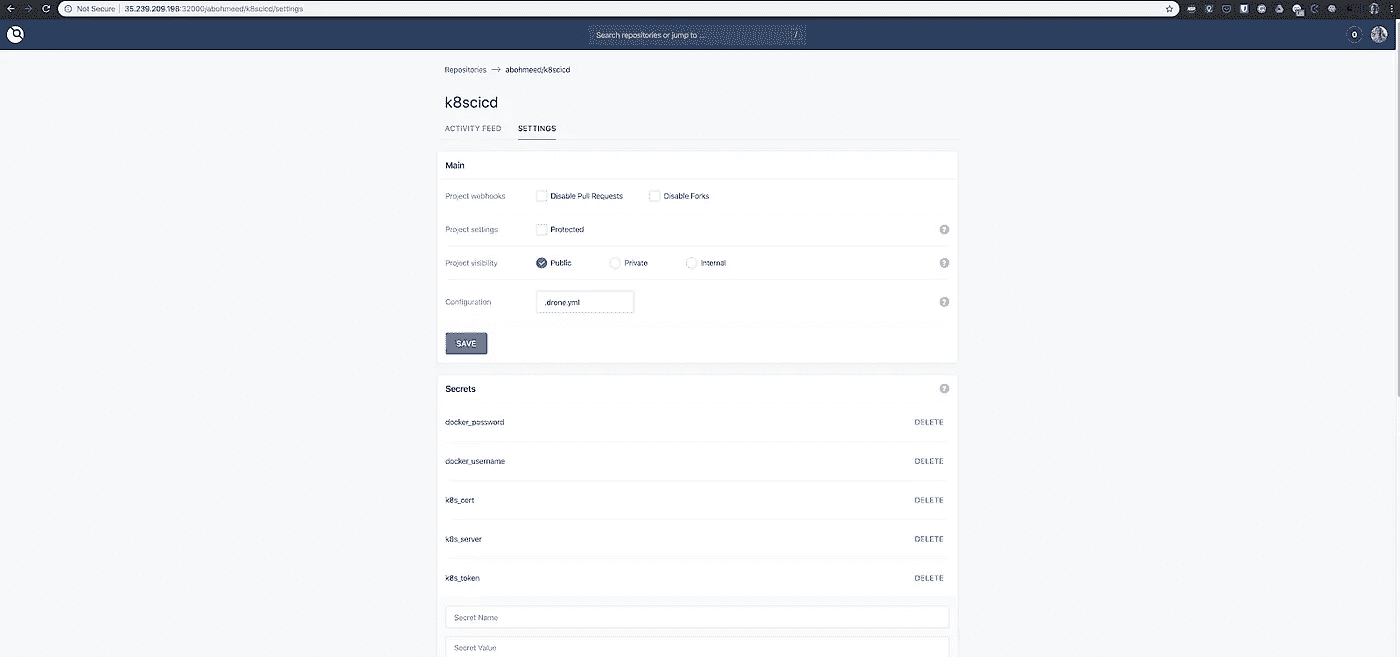 Not Secure 35.239.209.198:32000/abohmeed/k8scicd/settings
Search repositories or jump to ... /
0
Repositories → abohmeed/k8scicd
k8scicd
ACTIVITY FEED SETTINGS
Main
Project webhooks Disable Pull Requests Disable Forks
Project settings Protected ?
Project visibility Public Private Internal ?
Configuration .drone.yml ?
SAVE
Secrets ?
docker_password DELETE
docker_username DELETE
k8s_cert DELETE
k8s_server DELETE
k8s_token DELETE
Secret Name
Secret Value